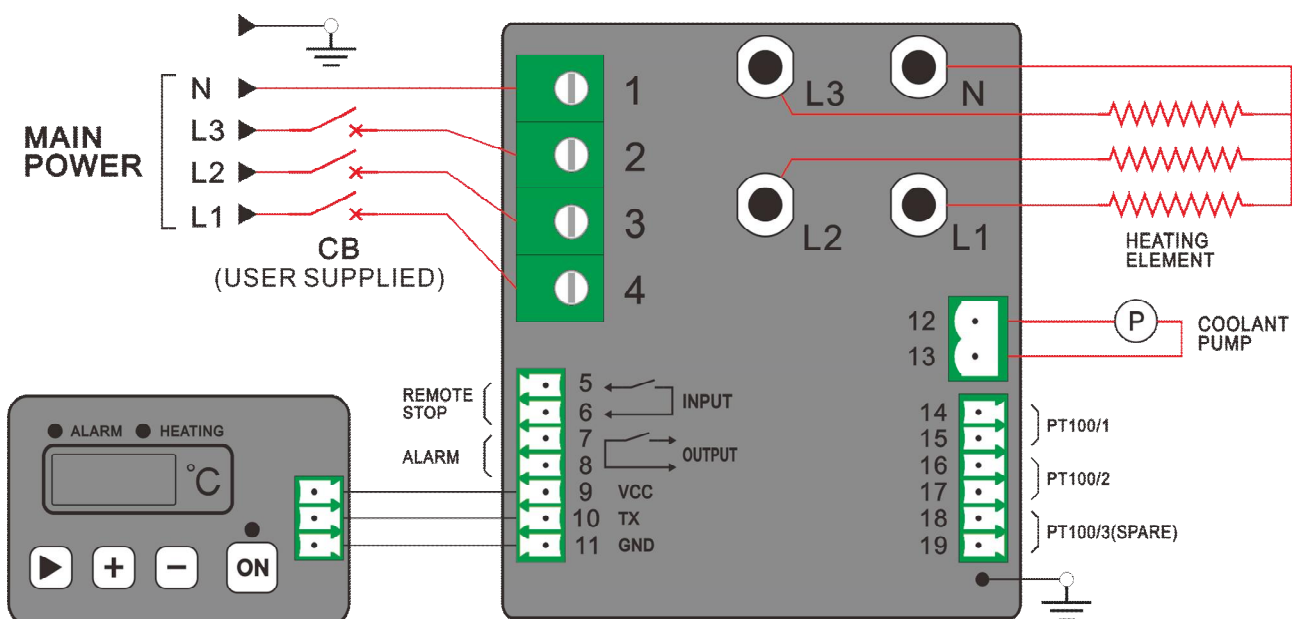 MAIN
POWER
N
L3
L2
L1
CB
(USER SUPPLIED)
1
2
3
4
L3
N
L2
L1
HEATING
ELEMENT
12
13
P
COOLANT
PUMP
REMOTE
STOP
ALARM
5
6
7
8
9
10
11
INPUT
OUTPUT
VCC
TX
GND
14
15
16
17
18
19
PT100/1
PT100/2
PT100/3(SPARE)
ALARM
HEATING
°C
+
−
ON